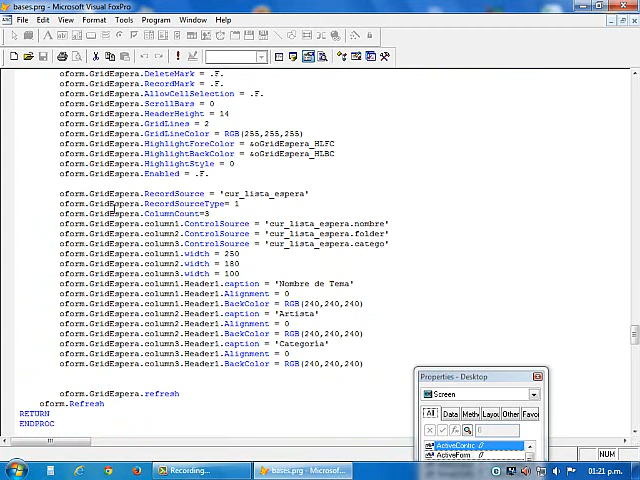 bases.prg - Microsoft Visual FoxPro
File Edit View Format Tools Program Window Help
oform.GridEspera.DeleteMark = .F.
oform.GridEspera.RecordMark = .F.
oform.GridEspera.AllowCellSelection = .F.
oform.GridEspera.ScrollBars = 0
oform.GridEspera.HeaderHeight = 14
oform.GridEspera.GridLines = 2
oform.GridEspera.GridLineColor = RGB(255,255,255)
oform.GridEspera.HighlightForeColor = &oGridEspera_HLFC
oform.GridEspera.HighlightBackColor = &oGridEspera_HLBC
oform.GridEspera.HighlightStyle = 0
oform.GridEspera.Enabled = .F.
oform.GridEspera.RecordSource = 'cur_lista_espera'
oform.GridEspera.RecordSourceType= 1
oform.GridEspera.ColumnCount=3
oform.GridEspera.column1.ControlSource = 'cur_lista_espera.nombre'
oform.GridEspera.column2.ControlSource = 'cur_lista_espera.folder'
oform.GridEspera.column3.ControlSource = 'cur_lista_espera.catego'
oform.GridEspera.column1.width = 250
oform.GridEspera.column2.width = 180
oform.GridEspera.column3.width = 100
oform.GridEspera.column1.Header1.caption = 'Nombre de Tema'
oform.GridEspera.column1.Header1.Alignment = 0
oform.GridEspera.column1.Header1.BackColor = RGB(240,240,240)
oform.GridEspera.column2.Header1.caption = 'Artista'
oform.GridEspera.column2.Header1.Alignment = 0
oform.GridEspera.column2.Header1.BackColor = RGB(240,240,240)
oform.GridEspera.column3.Header1.caption = 'Categoria'
oform.GridEspera.column3.Header1.Alignment = 0
oform.GridEspera.column3.Header1.BackColor = RGB(240,240,240)
oform.GridEspera.refresh
oform.Refresh
RETURN
ENDPROC
Properties - Desktop
Screen
All Data Meth Layou Other Favo
0
ActiveContro 0
ActiveForm 0
NUM
Recording... bases.prg - Microsof... 01:21 p.m.